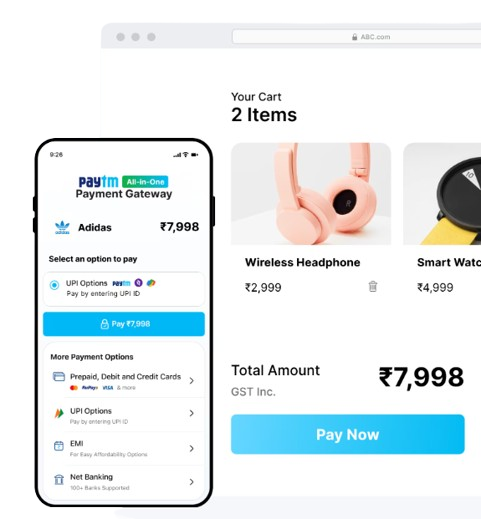 ABC.com
Your Cart
2 Items
Wireless Headphone
₹2,999
Smart Watc
₹4,999
Total Amount
GST Inc.
₹7,998
Pay Now
9:26
paytm All-in-One
Payment Gateway
adidas
Adidas
₹7,998
Select an option to pay
UPI Options paytm
Pay by entering UPI ID
Pay ₹7,998
More Payment Options
Prepaid, Debit and Credit Cards
RuPay VISA & more
UPI Options
Pay by entering UPI ID
EMI
For Easy Affordability Options
Net Banking
100+ Banks Supported